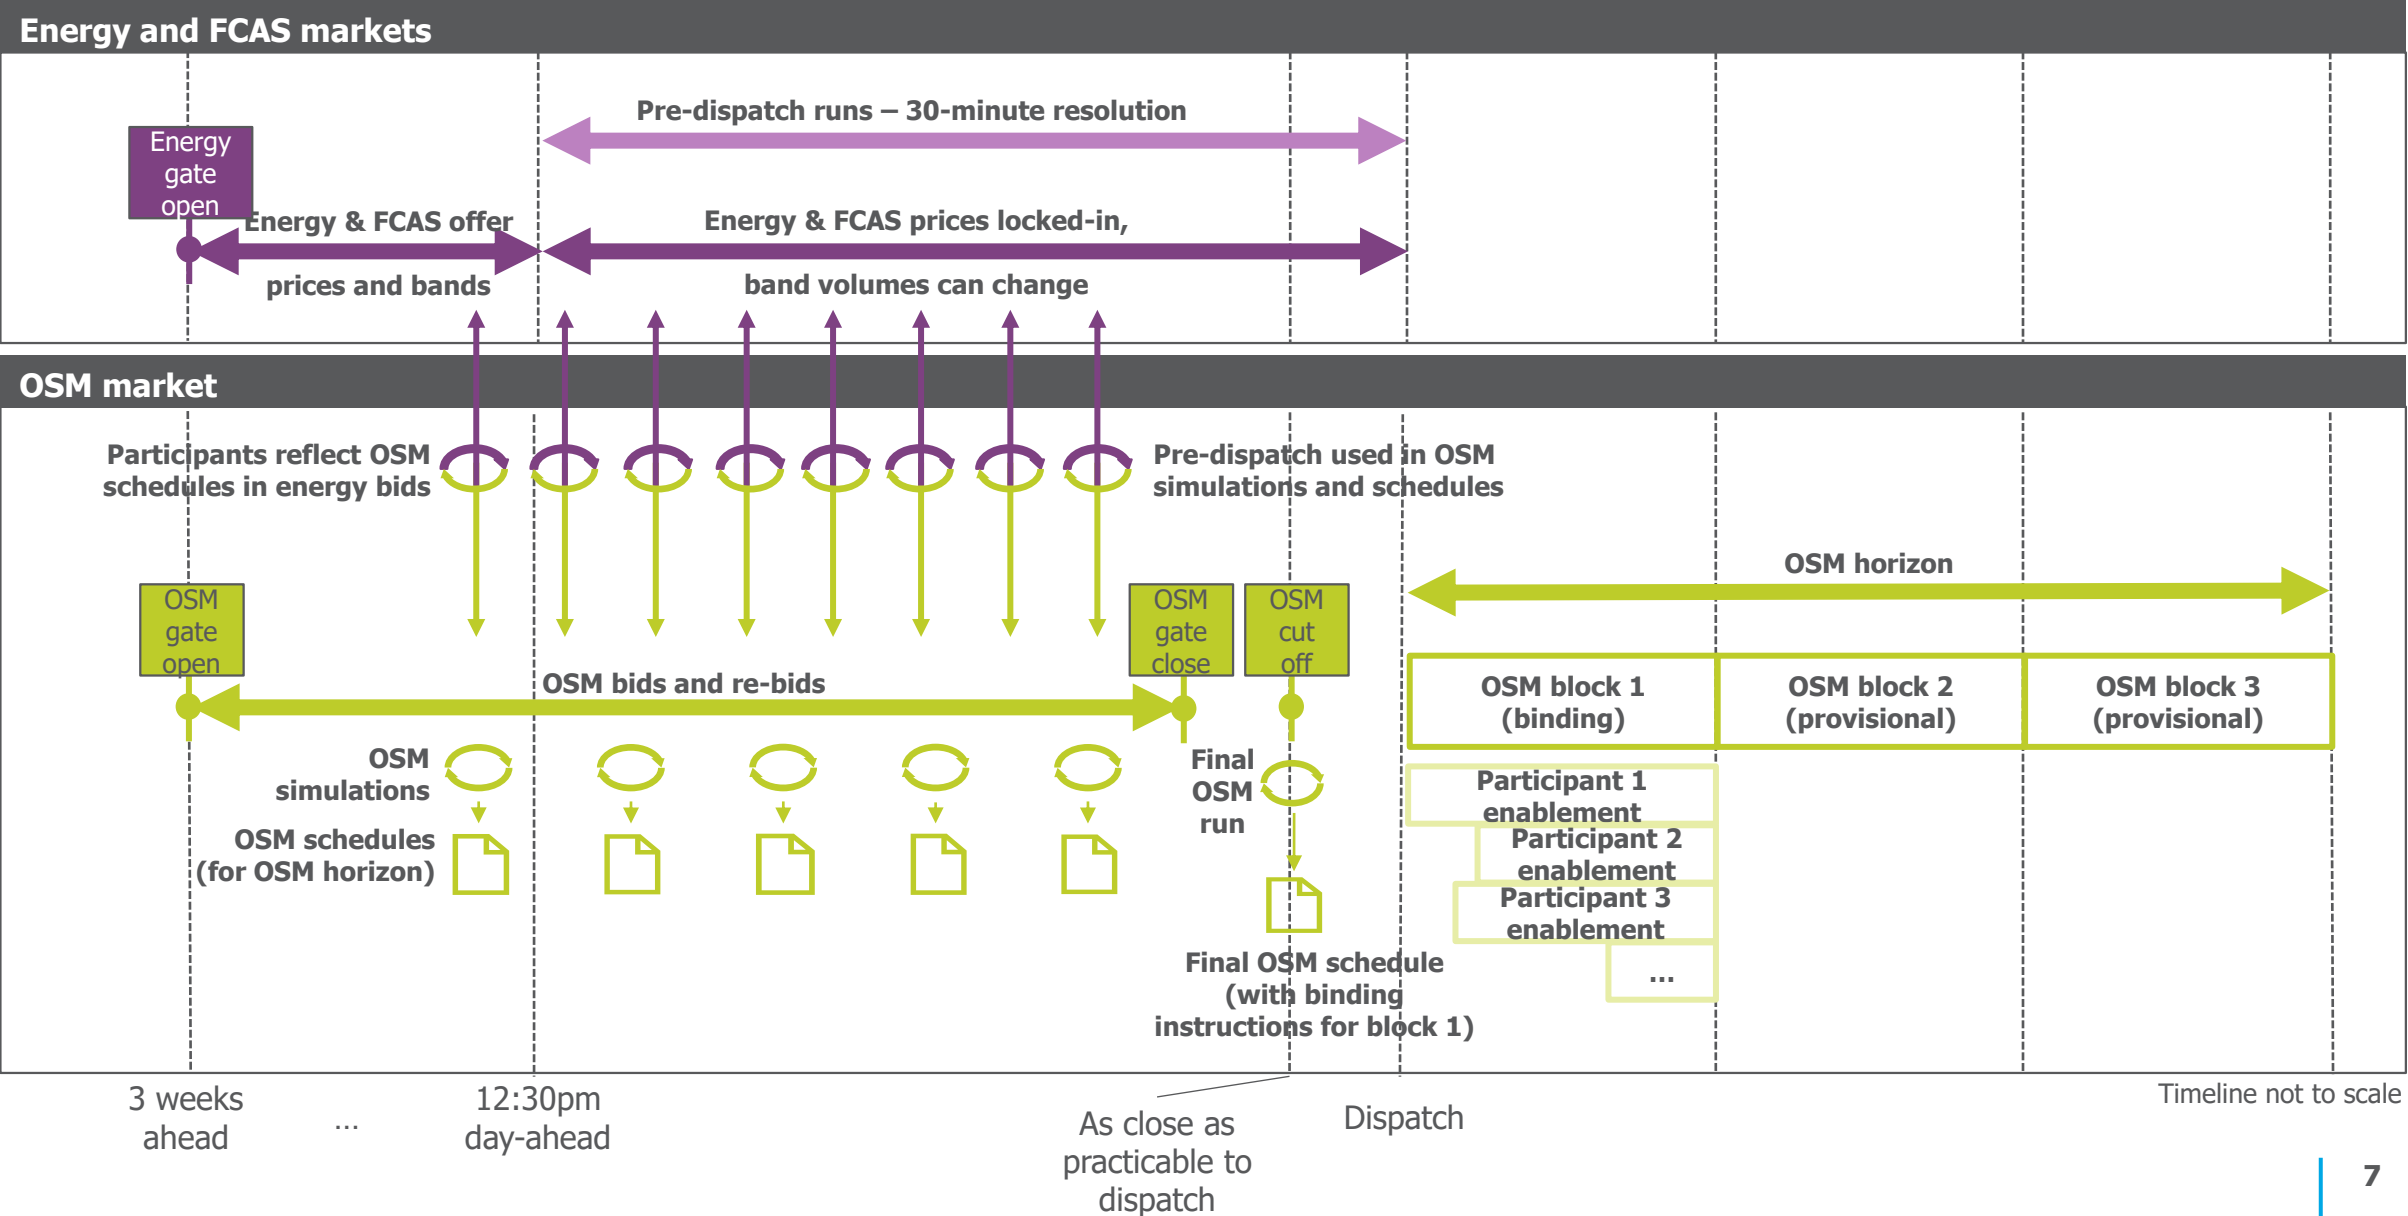 Energy and FCAS markets
Pre-dispatch runs – 30-minute resolution
Energy
gate
open
Energy & FCAS offer
prices and bands
Energy & FCAS prices locked-in,
band volumes can change
OSM market
Participants reflect OSM
schedules in energy bids
Pre-dispatch used in OSM
simulations and schedules
OSM horizon
OSM
gate
open
OSM
gate
close
OSM
cut
off
OSM bids and re-bids
OSM block 1
(binding)
OSM block 2
(provisional)
OSM block 3
(provisional)
OSM
simulations
Final
OSM
run
OSM schedules
(for OSM horizon)
Participant 1
enablement
Participant 2
enablement
Participant 3
enablement
...
Final OSM schedule
(with binding
instructions for block 1)
3 weeks
ahead
...
12:30pm
day-ahead
As close as
practicable to
dispatch
Dispatch
Timeline not to scale
7